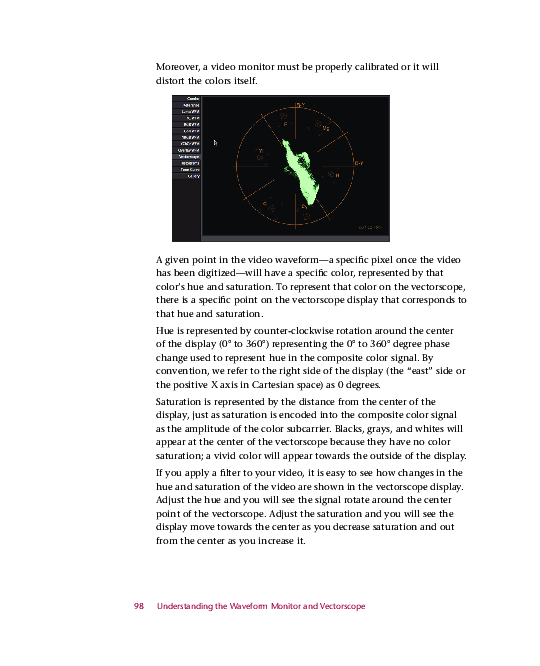 Moreover, a video monitor must be properly calibrated or it will
distort the colors itself.
R-Y
Mg
B-Y
Vectorscope
A given point in the video waveform—a specific pixel once the video
has been digitized—will have a specific color, represented by that
color's hue and saturation. To represent that color on the vectorscope,
there is a specific point on the vectorscope display that corresponds to
that hue and saturation.
Hue is represented by counter-clockwise rotation around the center
of the display (0° to 360°) representing the 0° to 360° degree phase
change used to represent hue in the composite color signal. By
convention, we refer to the right side of the display (the “east” side or
the positive X axis in Cartesian space) as 0 degrees.
Saturation is represented by the distance from the center of the
display, just as saturation is encoded into the composite color signal
as the amplitude of the color subcarrier. Blacks, grays, and whites will
appear at the center of the vectorscope because they have no color
saturation; a vivid color will appear towards the outside of the display.
If you apply a filter to your video, it is easy to see how changes in the
hue and saturation of the video are shown in the vectorscope display.
Adjust the hue and you will see the signal rotate around the center
point of the vectorscope. Adjust the saturation and you will see the
display move towards the center as you decrease saturation and out
from the center as you increase it.
98 Understanding the Waveform Monitor and Vectorscope